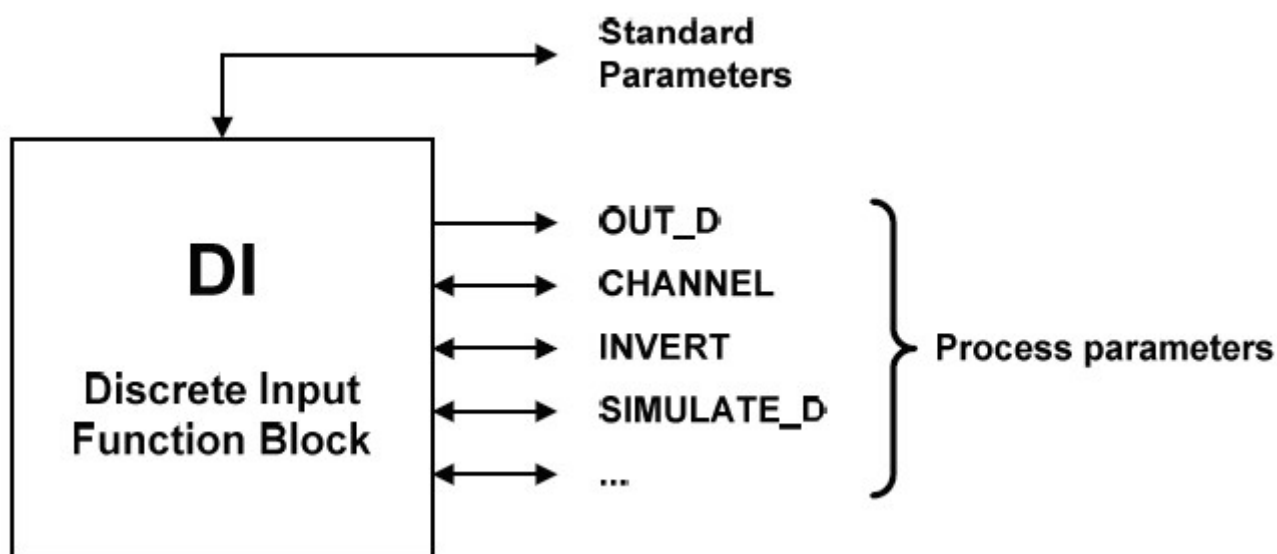 Standard
Parameters
DI
Discrete Input
Function Block
OUT_D
CHANNEL
INVERT
SIMULATE_D
...
Process parameters